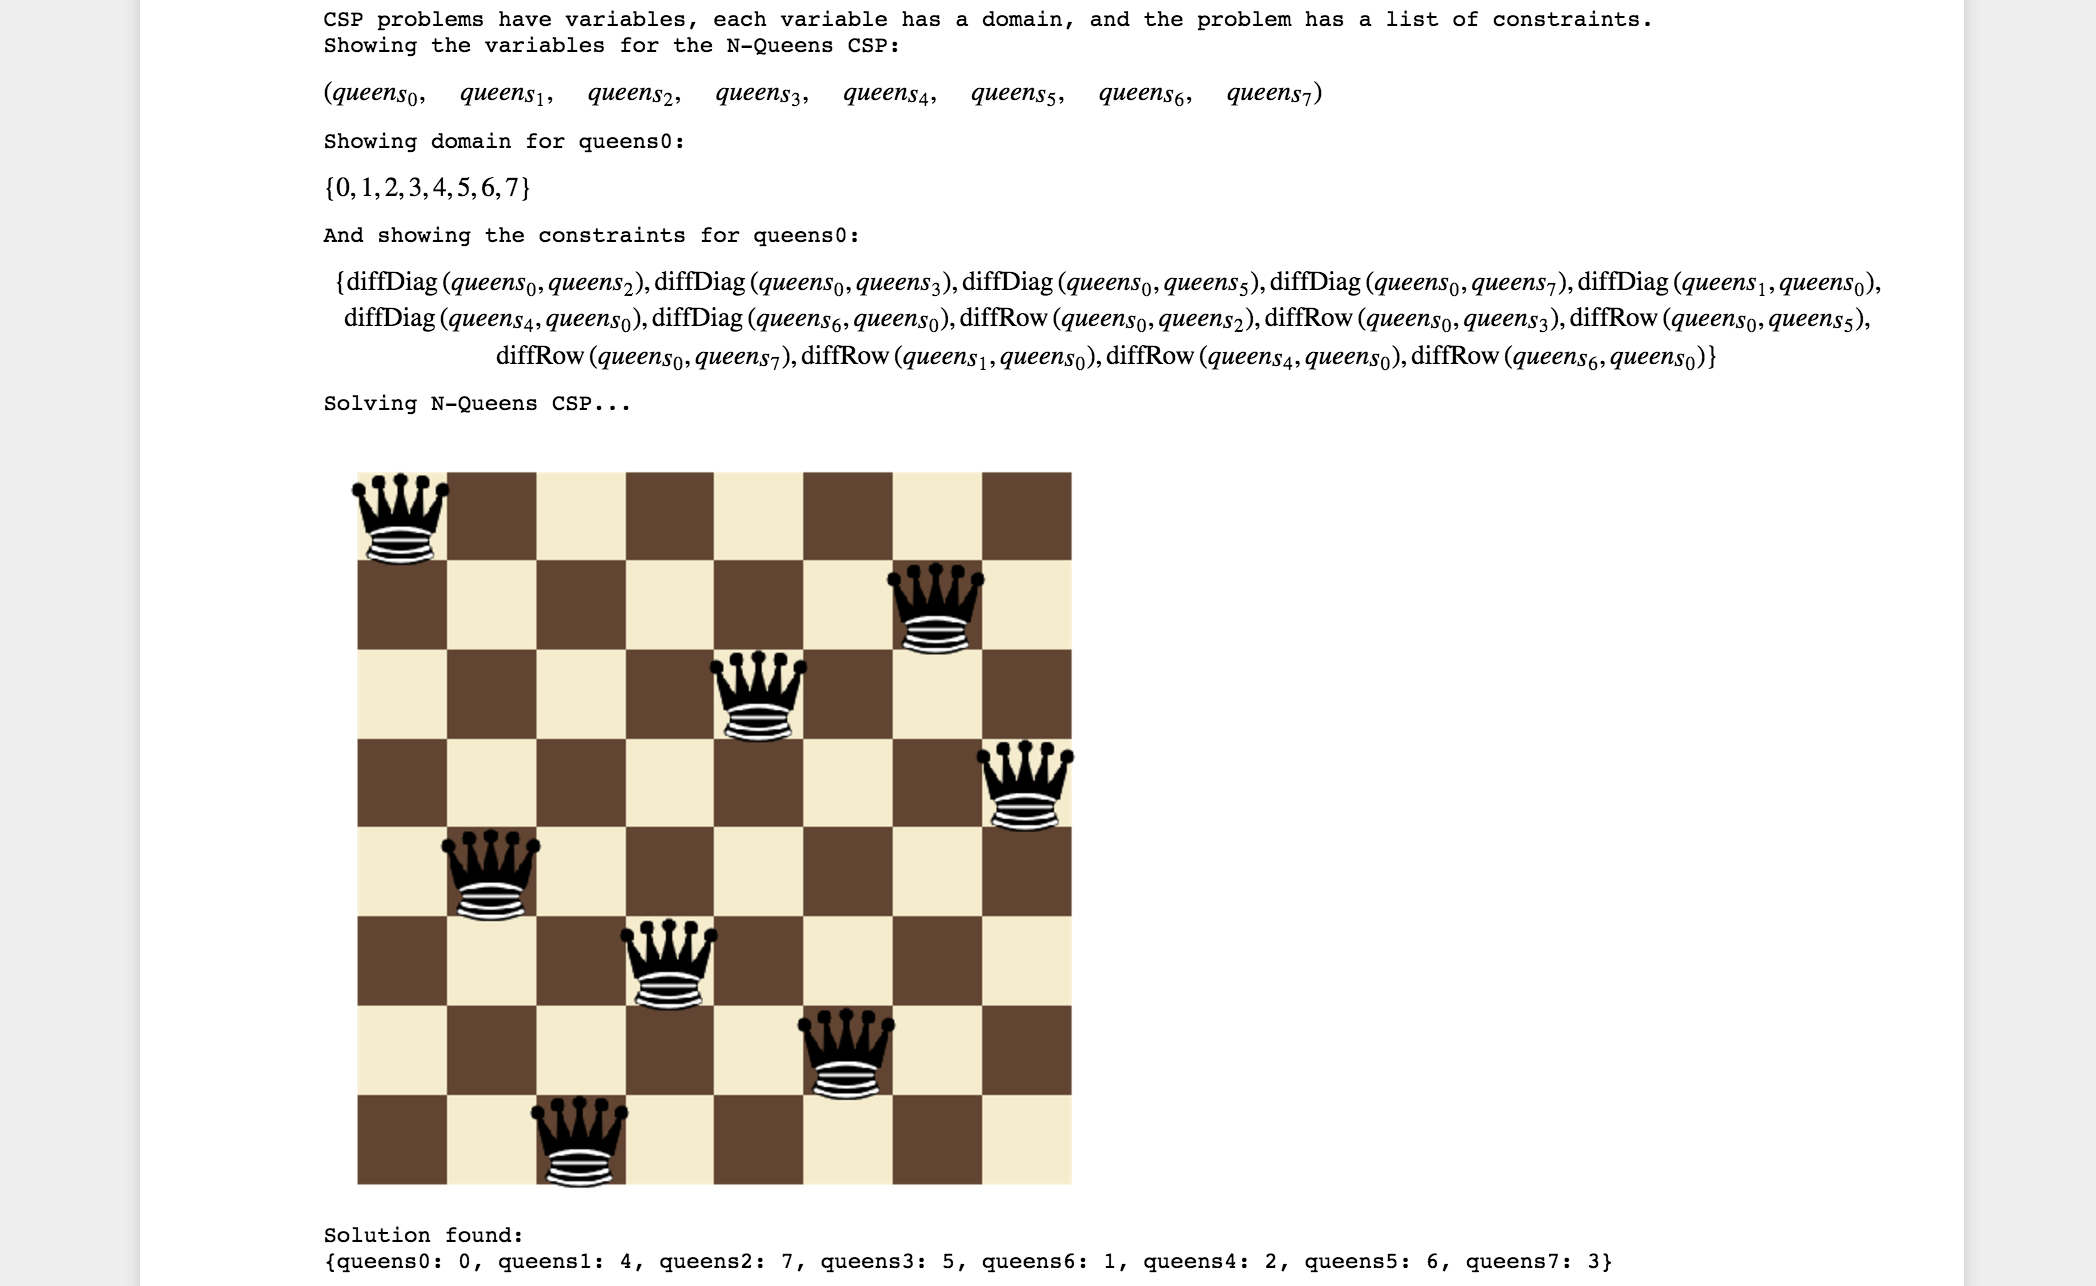 CSP problems have variables, each variable has a domain, and the problem has a list of constraints.
Showing the variables for the N-Queens CSP:
(queens₀, queens₁, queens₂, queens₃, queens₄, queens₅, queens₆, queens₇)
Showing domain for queens0:
{0, 1, 2, 3, 4, 5, 6, 7}
And showing the constraints for queens0:
{diffDiag (queens₀, queens₂), diffDiag (queens₀, queens₃), diffDiag (queens₀, queens₅), diffDiag (queens₀, queens₇), diffDiag (queens₁, queens₀),
diffDiag (queens₄, queens₀), diffDiag (queens₆, queens₀), diffRow (queens₀, queens₂), diffRow (queens₀, queens₃), diffRow (queens₀, queens₅),
diffRow (queens₀, queens₇), diffRow (queens₁, queens₀), diffRow (queens₄, queens₀), diffRow (queens₆, queens₀)}
Solving N-Queens CSP...
Solution found:
{queens0: 0, queens1: 4, queens2: 7, queens3: 5, queens6: 1, queens4: 2, queens5: 6, queens7: 3}